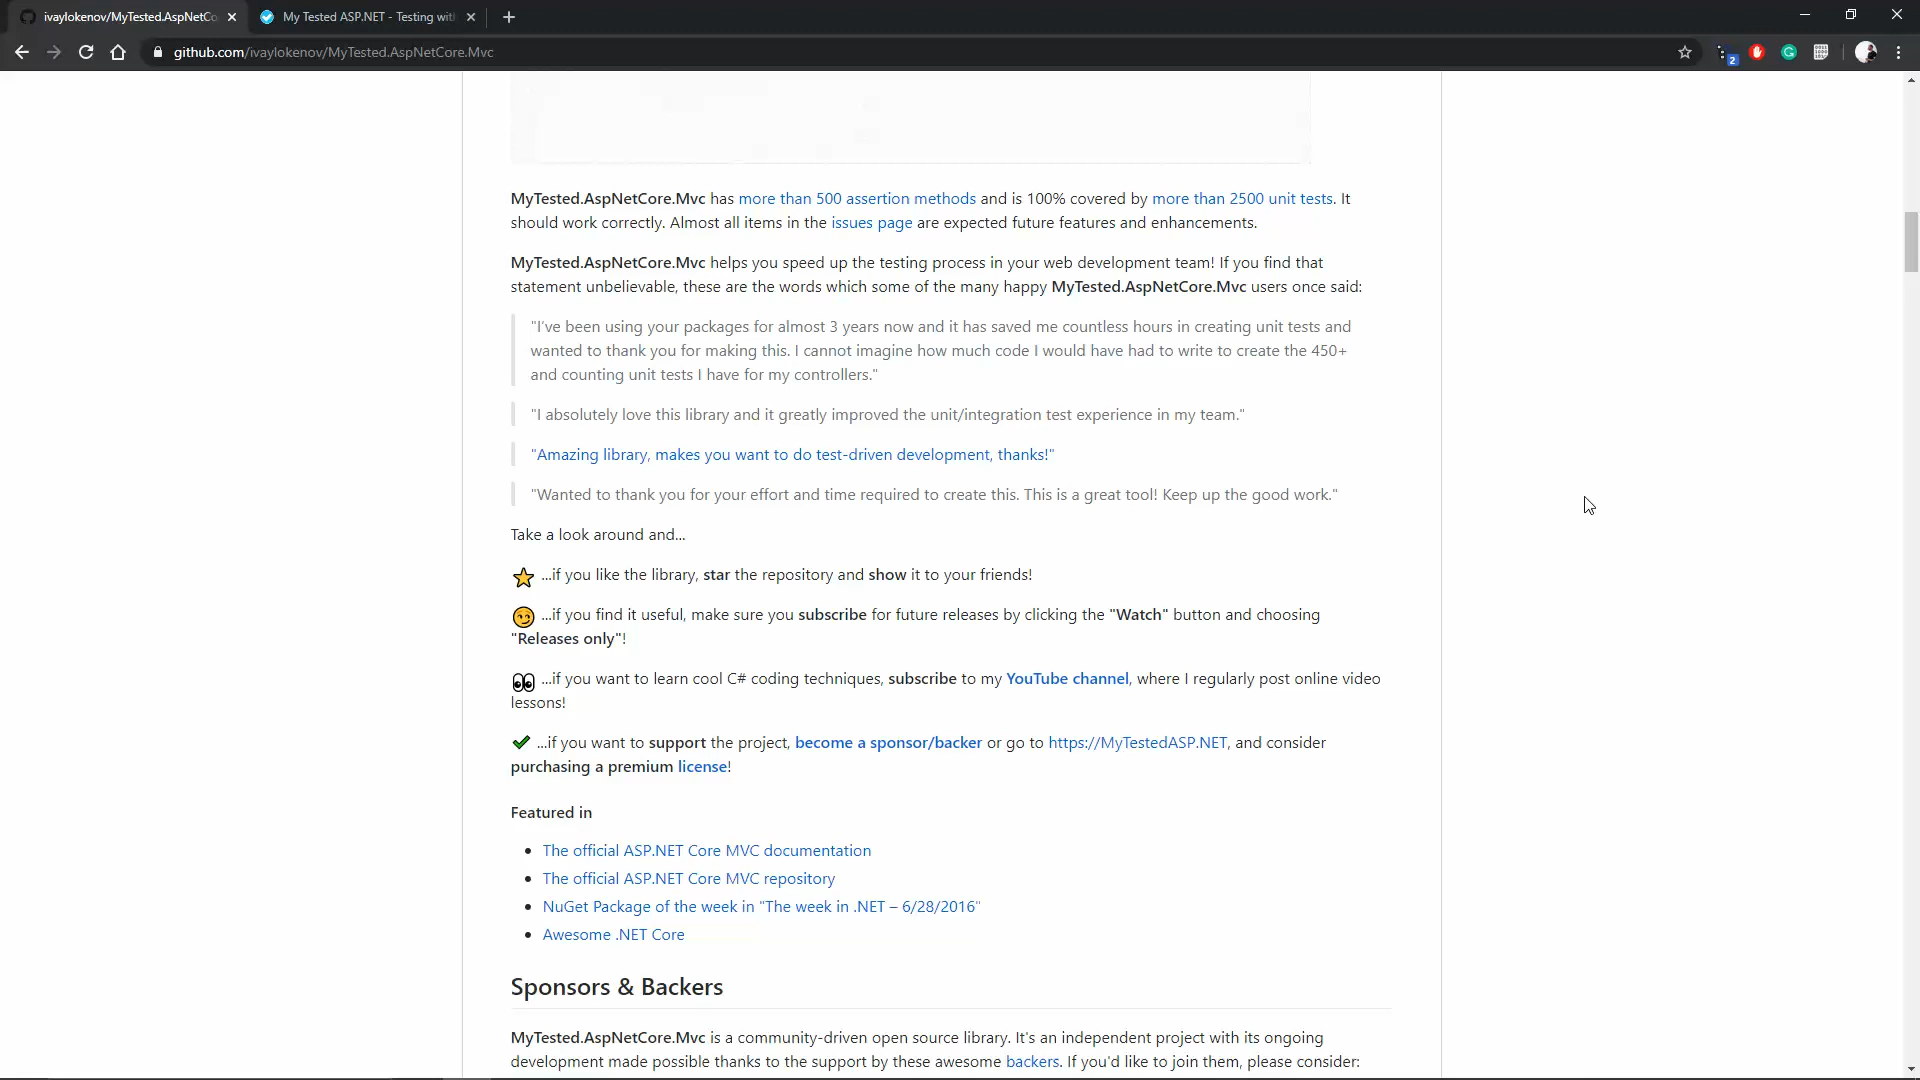 ivaylokenov/MyTested.AspNetCo
My Tested ASP.NET - Testing with
github.com/ivaylokenov/MyTested.AspNetCore.Mvc
2
MyTested.AspNetCore.Mvc has more than 500 assertion methods and is 100% covered by more than 2500 unit tests. It
should work correctly. Almost all items in the issues page are expected future features and enhancements.
MyTested.AspNetCore.Mvc helps you speed up the testing process in your web development team! If you find that
statement unbelievable, these are the words which some of the many happy MyTested.AspNetCore.Mvc users once said:
"I've been using your packages for almost 3 years now and it has saved me countless hours in creating unit tests and
wanted to thank you for making this. I cannot imagine how much code I would have had to write to create the 450+
and counting unit tests I have for my controllers."
"I absolutely love this library and it greatly improved the unit/integration test experience in my team."
"Amazing library, makes you want to do test-driven development, thanks!"
"Wanted to thank you for your effort and time required to create this. This is a great tool! Keep up the good work."
Take a look around and...
...if you like the library, star the repository and show it to your friends!
...if you find it useful, make sure you subscribe for future releases by clicking the "Watch" button and choosing
"Releases only"!
...if you want to learn cool C# coding techniques, subscribe to my YouTube channel, where I regularly post online video
lessons!
...if you want to support the project, become a sponsor/backer or go to https://MyTestedASP.NET, and consider
purchasing a premium license!
Featured in
The official ASP.NET Core MVC documentation
The official ASP.NET Core MVC repository
NuGet Package of the week in "The week in .NET – 6/28/2016"
Awesome .NET Core
Sponsors & Backers
MyTested.AspNetCore.Mvc is a community-driven open source library. It's an independent project with its ongoing
development made possible thanks to the support by these awesome backers. If you'd like to join them, please consider: